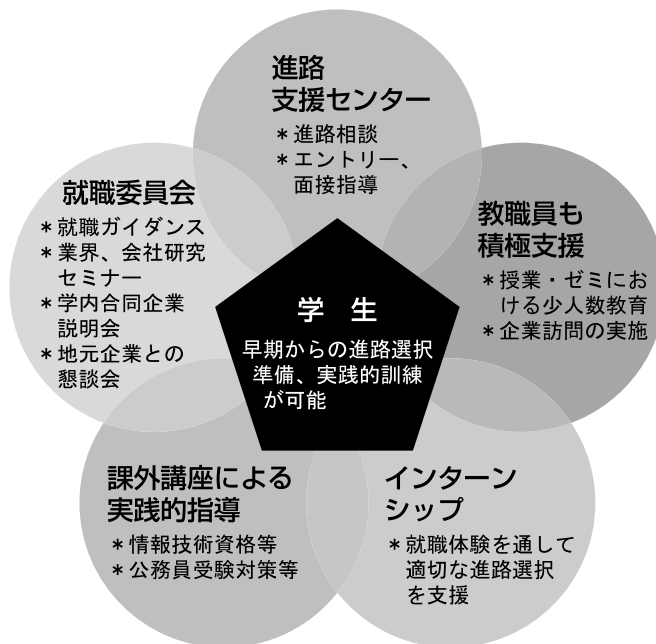 進路
支援センター
＊進路相談
＊エントリー、
面接指導
就職委員会
＊就職ガイダンス
＊業界、会社研究
セミナー
＊学内合同企業
説明会
＊地元企業との
懇談会
教職員も
積極支援
＊授業・ゼミにお
ける少人数教育
＊企業訪問の実施
学 生
早期からの進路選択
準備、実践的訓練
が可能
課外講座による
実践的指導
＊情報技術資格等
＊公務員受験対策等
インターン
シップ
＊就職体験を通して
適切な進路選択
を支援